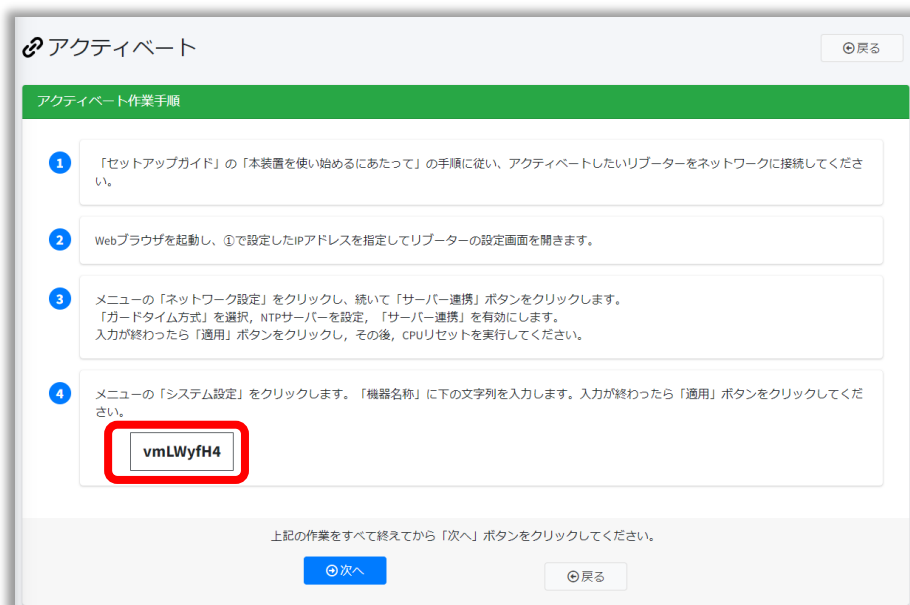 アクティベート
戻る
アクティベート作業手順
1
「セットアップガイド」の「本装置を使い始めるにあたって」の手順に従い、アクティベートしたいリブーターをネットワークに接続してくださ
い。
2
Webブラウザを起動し、①で設定したIPアドレスを指定してリブーターの設定画面を開きます。
3
メニューの「ネットワーク設定」をクリックし、続いて「サーバー連携」ボタンをクリックします。
「ガードタイム方式」を選択，NTPサーバーを設定，「サーバー連携」を有効にします。
入力が終わったら「適用」ボタンをクリックし，その後，CPUリセットを実行してください。
4
メニューの「システム設定」をクリックします。「機器名称」に下の文字列を入力します。入力が終わったら「適用」ボタンをクリックしてくだ
さい。
vmLWyfH4
上記の作業をすべて終えてから「次へ」ボタンをクリックしてください。
次へ
戻る